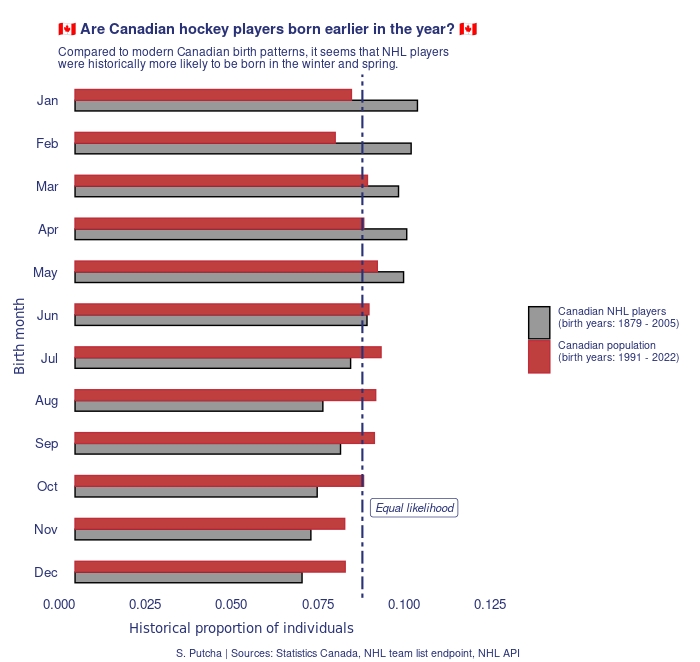 🇨🇦 Are Canadian hockey players born earlier in the year? 🇨🇦
Compared to modern Canadian birth patterns, it seems that NHL players
were historically more likely to be born in the winter and spring.
Birth month
Jan
Feb
Mar
Apr
May
Jun
Jul
Aug
Sep
Oct
Nov
Dec
Equal likelihood
Canadian NHL players
(birth years: 1879 - 2005)
Canadian population
(birth years: 1991 - 2022)
0.000 0.025 0.050 0.075 0.100 0.125
Historical proportion of individuals
S. Putcha | Sources: Statistics Canada, NHL team list endpoint, NHL API